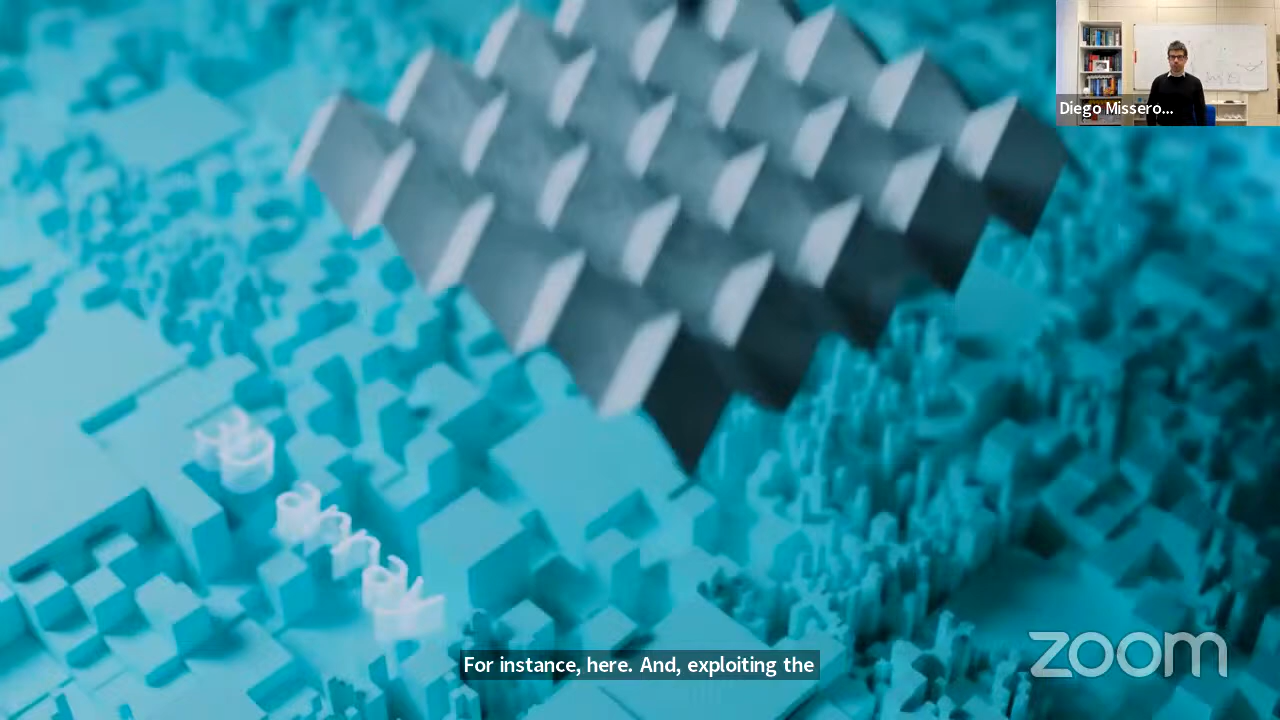 Diego Missero...
For instance, here. And, exploiting the
zoom